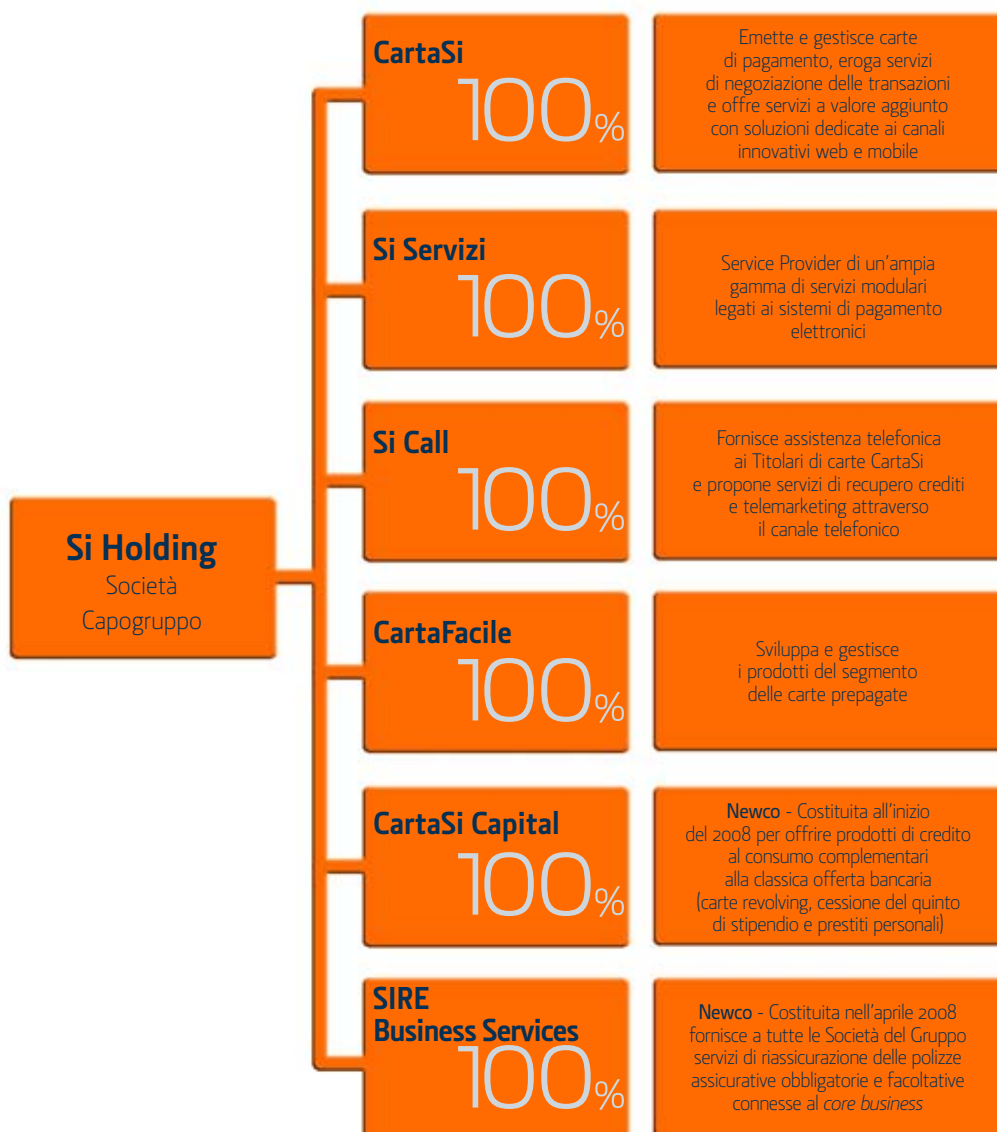 CartaSi
100%
Emette e gestisce carte
di pagamento, eroga servizi
di negoziazione delle transazioni
e offre servizi a valore aggiunto
con soluzioni dedicate ai canali
innovativi web e mobile
Si Servizi
100%
Service Provider di un'ampia
gamma di servizi modulari
legati ai sistemi di pagamento
elettronici
Si Call
100%
Fornisce assistenza telefonica
ai Titolari di carte CartaSi
e propone servizi di recupero crediti
e telemarketing attraverso
il canale telefonico
Si Holding
Società
Capogruppo
CartaFacile
100%
Sviluppa e gestisce
i prodotti del segmento
delle carte prepagate
CartaSi Capital
100%
Newco - Costituita all'inizio
del 2008 per offrire prodotti di credito
al consumo complementari
alla classica offerta bancaria
(carte revolving, cessione del quinto
di stipendio e prestiti personali)
SIRE
Business Services
100%
Newco - Costituita nell'aprile 2008
fornisce a tutte le Società del Gruppo
servizi di riassicurazione delle polizze
assicurative obbligatorie e facoltative
connesse al core business